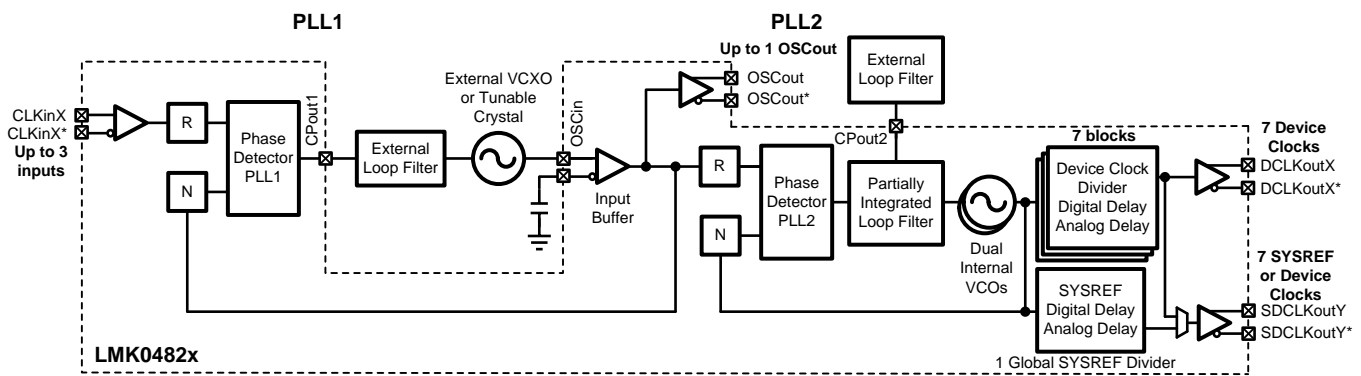 PLL1
PLL2
Up to 1 OSCout
External
Loop Filter
External VCXO
or Tunable
Crystal
OSCin
OSCout
OSCout*
CLKinX
CLKinX*
Up to 3
inputs
R
N
Phase
Detector
PLL1
CPout1
External
Loop Filter
Input
Buffer
R
N
Phase
Detector
PLL2
CPout2
Partially
Integrated
Loop Filter
Dual
Internal
VCOs
7 blocks
Device Clock
Divider
Digital Delay
Analog Delay
7 Device
Clocks
DCLKoutX
DCLKoutX*
7 SYSREF
or Device
Clocks
SYSREF
Digital Delay
Analog Delay
SDCLKoutY
SDCLKoutY*
1 Global SYSREF Divider
LMK0482x